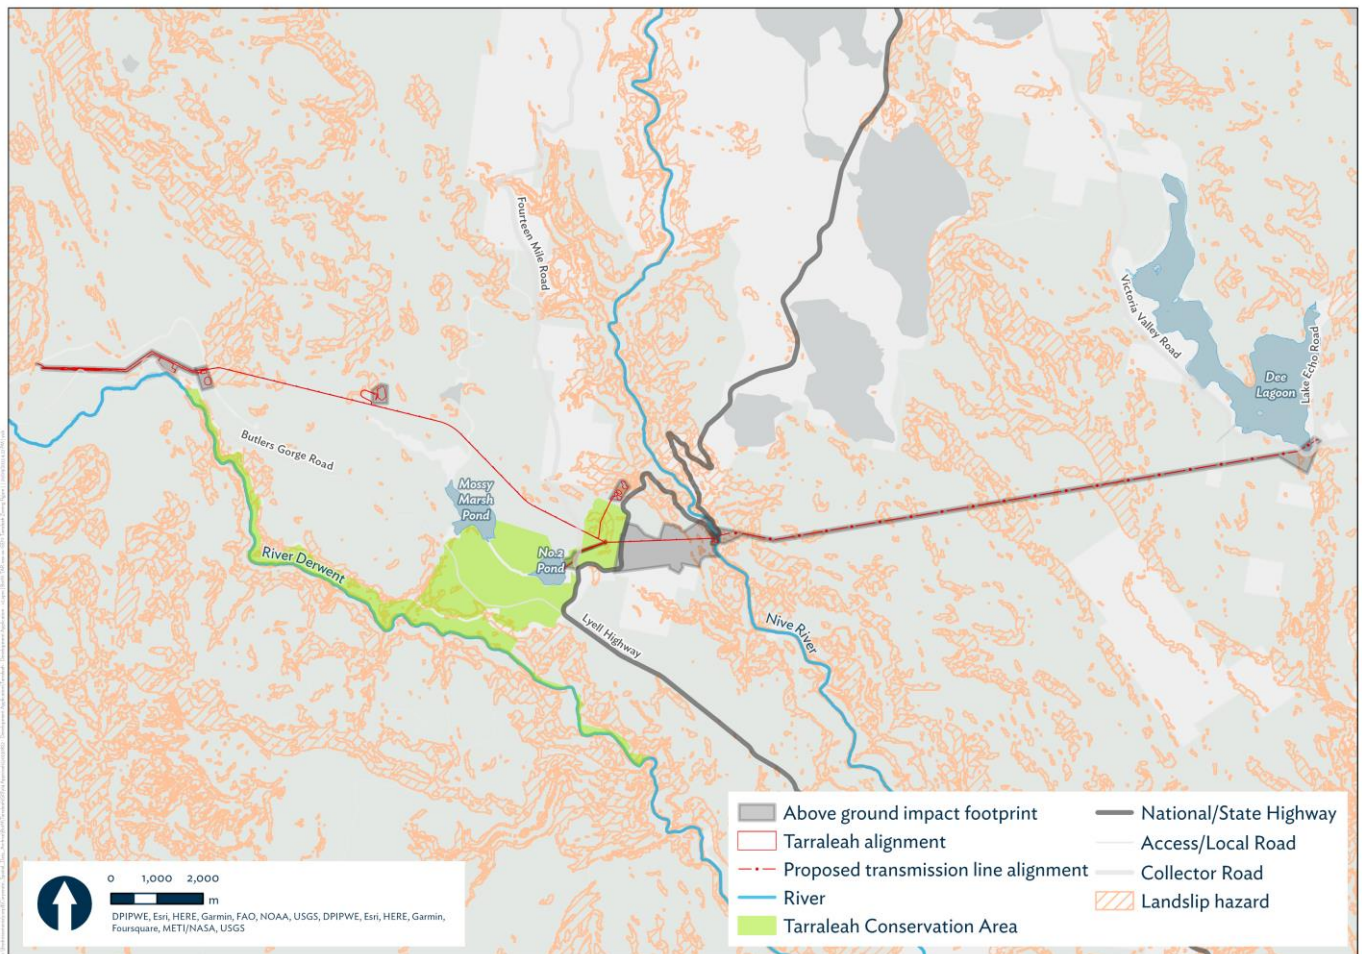 Fourteen Mile Road
Victoria Valley Road
Lake Echo Road
Dee
Lagoon
Butlers Gorge Road
Mossy
Marsh
Pond
No.2
Pond
River Derwent
Lyell Highway
Nive River
Above ground impact footprint
Tarraleah alignment
Proposed transmission line alignment
River
Tarraleah Conservation Area
National/State Highway
Access/Local Road
Collector Road
Landslip hazard
0 1,000 2,000
m
DPIPWE, Esri, HERE, Garmin, FAO, NOAA, USGS, DPIPWE, Esri, HERE, Garmin,
Foursquare, METI/NASA, USGS